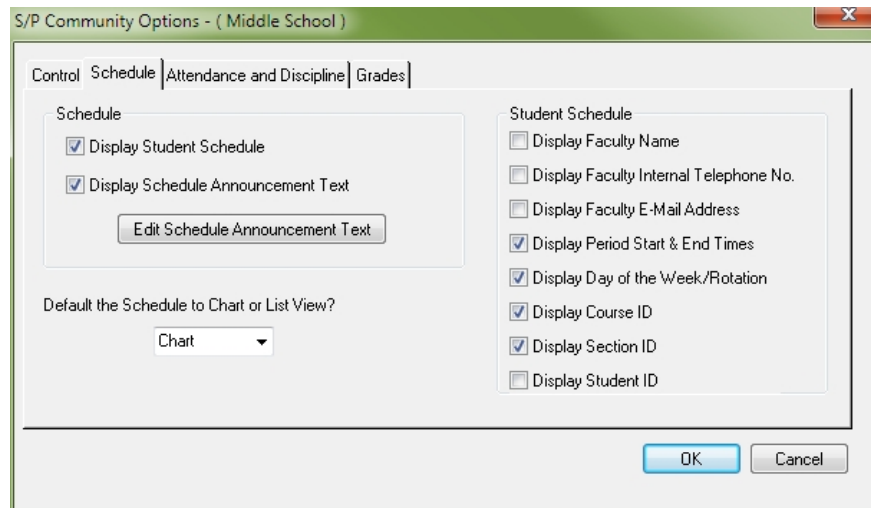 S/P Community Options - ( Middle School )
x
Control Schedule Attendance and Discipline Grades
Schedule
Display Student Schedule
Display Schedule Announcement Text
Edit Schedule Announcement Text
Default the Schedule to Chart or List View?
Chart
Student Schedule
Display Faculty Name
Display Faculty Internal Telephone No.
Display Faculty E-Mail Address
Display Period Start & End Times
Display Day of the Week/Rotation
Display Course ID
Display Section ID
Display Student ID
OK Cancel